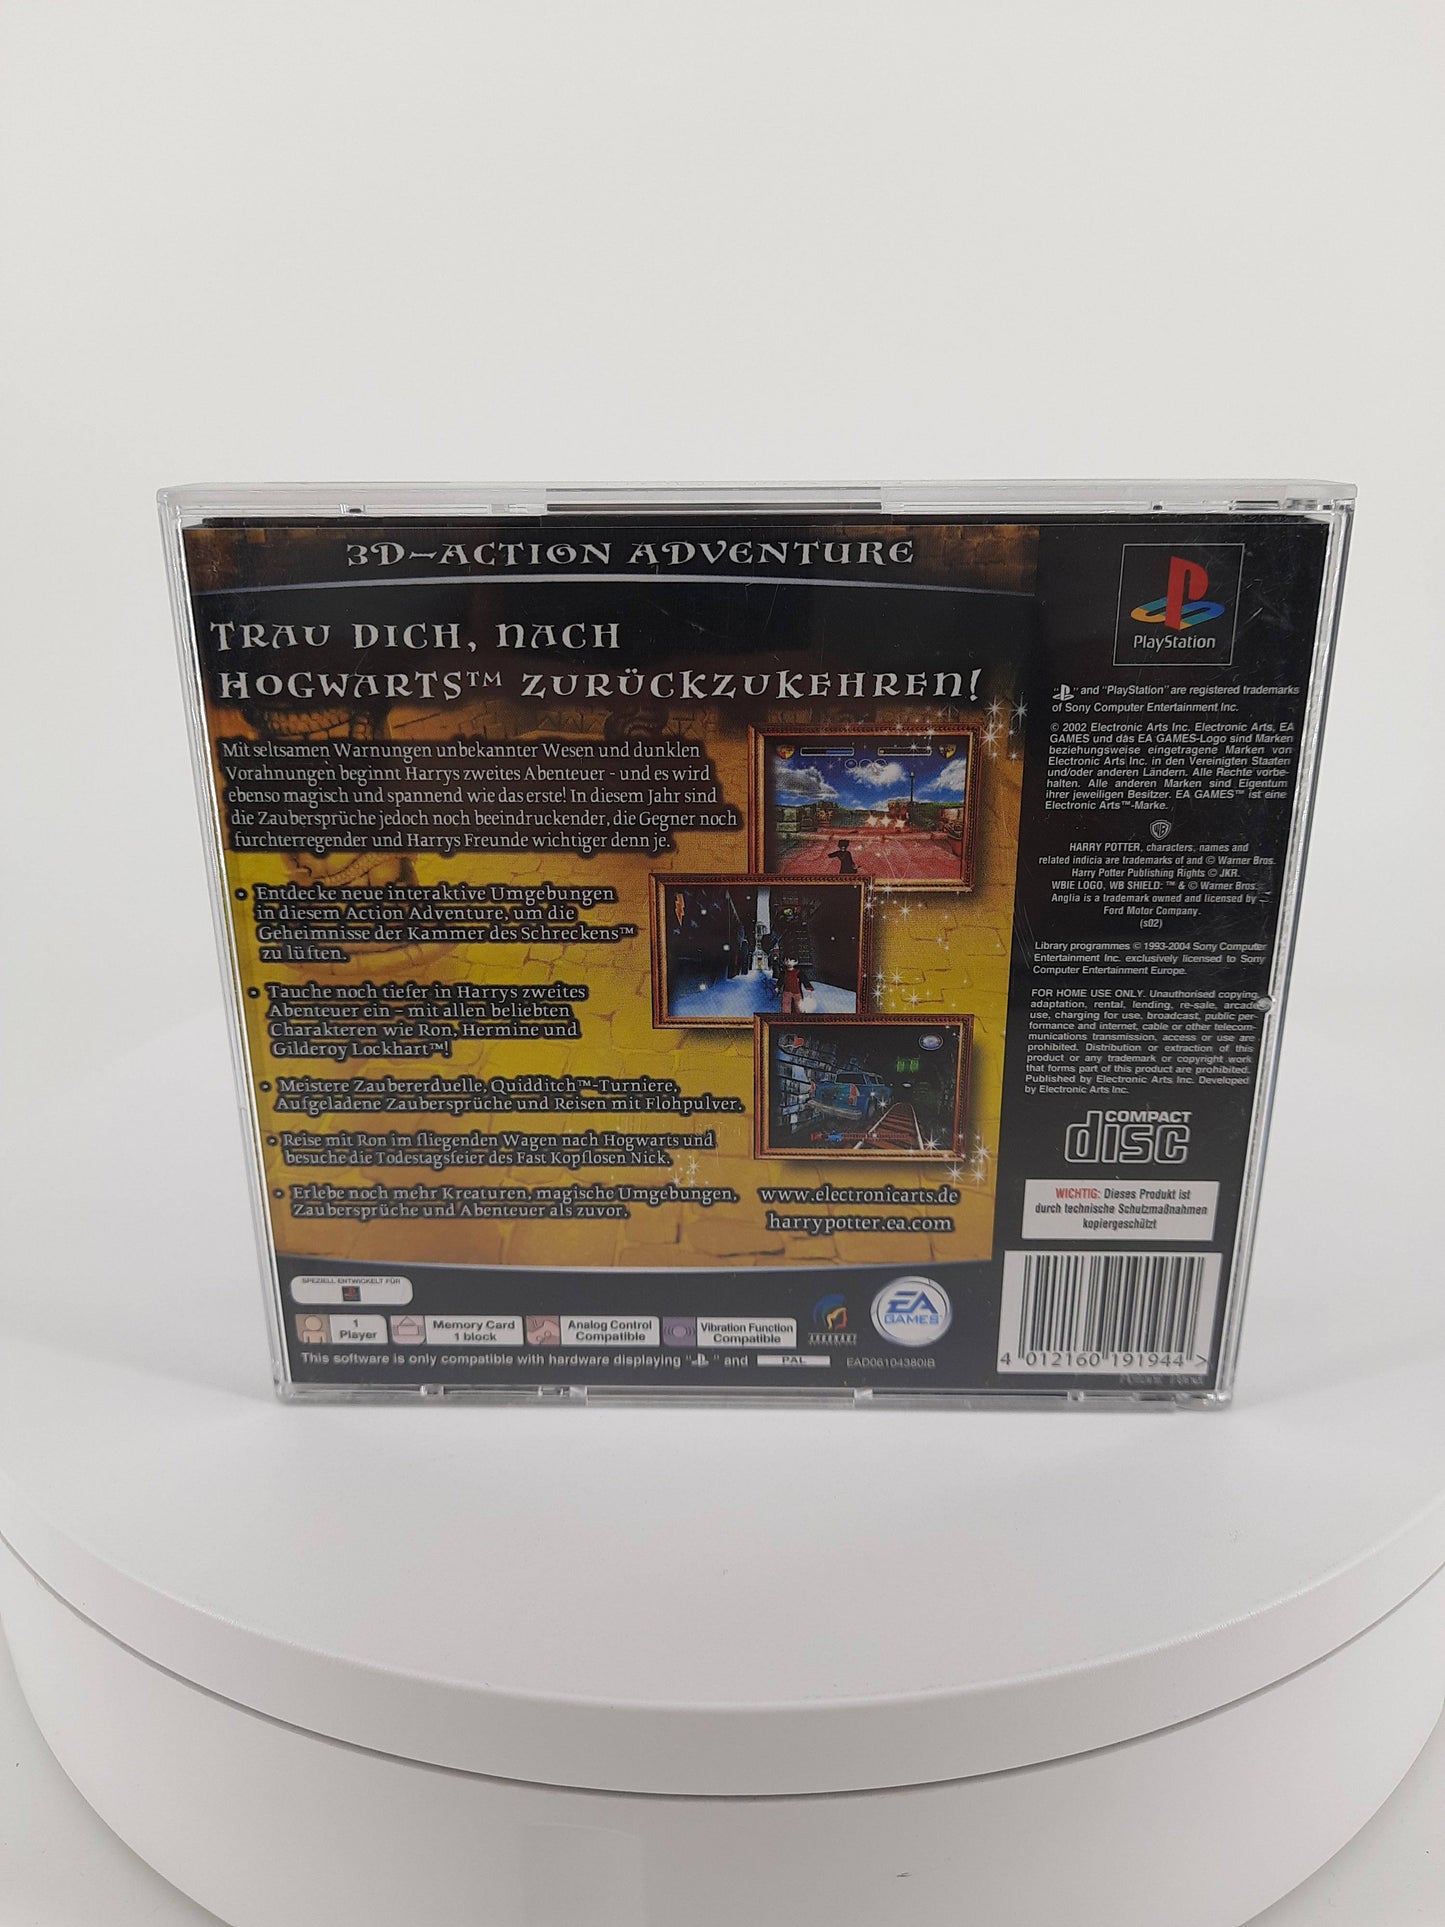 3D-ACTION ADVENTURE
TRAU DICH, NACH
HOGWARTS™ ZURÜCKZUKEHREN!
Mit seltsamen Warnungen unbekannter Wesen und dunklen
Vorahnungen beginnt Harrys zweites Abenteuer - und es wird
ebenso magisch und spannend wie das erste! In diesem Jahr sind
die Zaubersprüche jedoch noch beeindruckender, die Gegner noch
furchterregender und Harrys Freunde wichtiger denn je.
• Entdecke neue interaktive Umgebungen
in diesem Action Adventure, um die
Geheimnisse der Kammer des Schreckens™
zu lüften.
• Tauche noch tiefer in Harrys zweites
Abenteuer ein - mit allen beliebten
Charakteren wie Ron, Hermine und
Gilderoy Lockhart™!
• Meistere Zaubererduelle, Quidditch™-Turniere,
Aufgeladene Zaubersprüche und Reisen mit Flohpulver.
• Reise mit Ron im fliegenden Wagen nach Hogwarts und
besuche die Todestagsfeier des Fast Kopflosen Nick.
• Erlebe noch mehr Kreaturen, magische Umgebungen,
Zaubersprüche und Abenteuer als zuvor.
www.electronicarts.de
harrypotter.ea.com
SPEZIELL ENTWICKELT FÜR
1
Player
Memory Card
1 block
Analog Control
Compatible
Vibration Function
Compatible
ARGONAUT
EA
GAMES
This software is only compatible with hardware displaying " " and PAL
EAD06104380IB
PlayStation
" " and "PlayStation" are registered trademarks
of Sony Computer Entertainment Inc.
© 2002 Electronic Arts Inc. Electronic Arts, EA
GAMES und das EA GAMES-Logo sind Marken
beziehungsweise eingetragene Marken von
Electronic Arts Inc. in den Vereinigten Staaten
und/oder anderen Ländern. Alle Rechte vorbe-
halten. Alle anderen Marken sind Eigentum
ihrer jeweiligen Besitzer. EA GAMES™ ist eine
Electronic Arts™-Marke.
WB
HARRY POTTER, characters, names and
related indicia are trademarks of and © Warner Bros.
Harry Potter Publishing Rights © JKR.
WBIE LOGO, WB SHIELD: ™ & © Warner Bros.
Anglia is a trademark owned and licensed by
Ford Motor Company.
(s02)
Library programmes © 1993-2004 Sony Computer
Entertainment Inc. exclusively licensed to Sony
Computer Entertainment Europe.
FOR HOME USE ONLY. Unauthorised copying,
adaptation, rental, lending, re-sale, arcade
use, charging for use, broadcast, public per-
formance and internet, cable or other telecom-
munications transmission, access or use are
prohibited. Distribution or extraction of this
product or any trademark or copyright work
that forms part of this product are prohibited.
Published by Electronic Arts Inc. Developed
by Electronic Arts Inc.
COMPACT
disc
WICHTIG: Dieses Produkt ist
durch technische Schutzmaßnahmen
kopiergeschützt
4 012160 191944 >